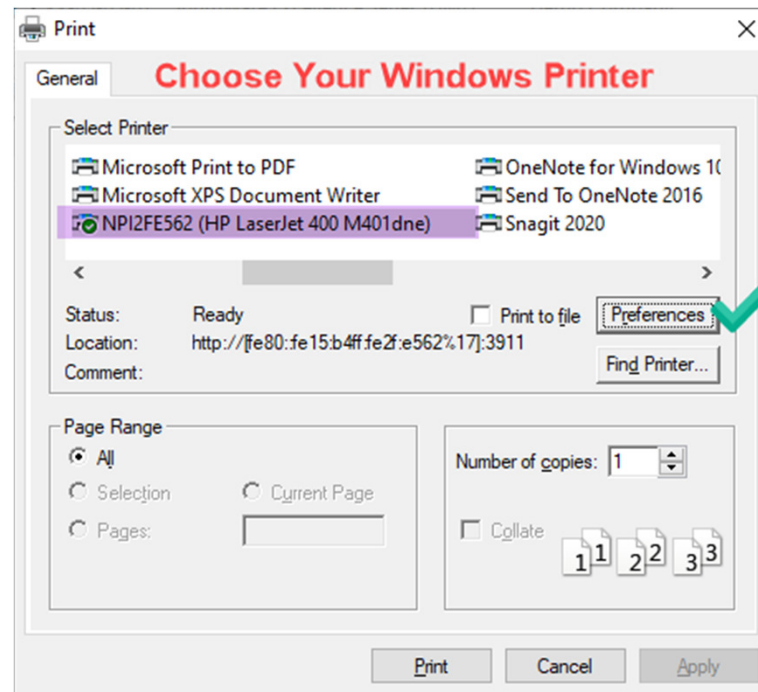 Print
General
Choose Your Windows Printer
Select Printer
Microsoft Print to PDF
OneNote for Windows 10
Microsoft XPS Document Writer
Send To OneNote 2016
NPI2FE562 (HP LaserJet 400 M401dne)
Snagit 2020
Status: Ready
Print to file
Preferences
Location: http://[fe80::fe15:b4ff:fe2f:e562%17]:3911
Comment:
Find Printer...
Page Range
All
Selection
Current Page
Pages:
Number of copies: 1
Collate
1 1 2 2 3 3
Print
Cancel
Apply